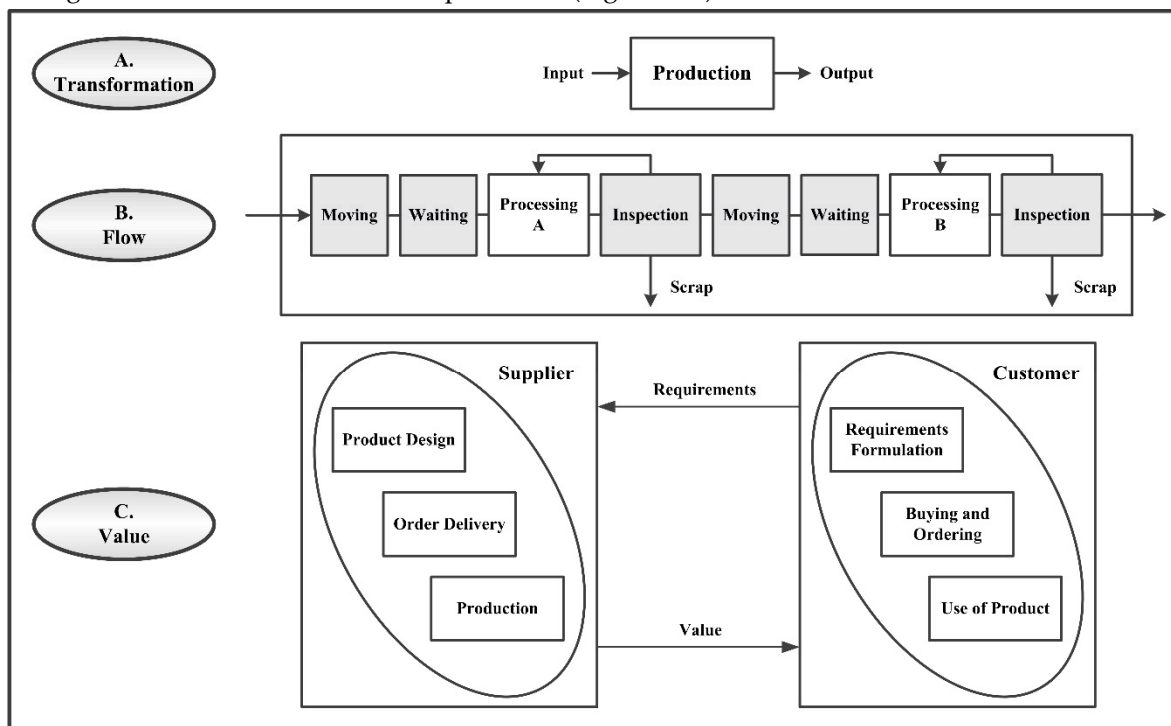 A.
Transformation
Input
Production
Output
B.
Flow
Moving
Waiting
Processing
A
Inspection
Moving
Waiting
Processing
B
Inspection
Scrap
Scrap
C.
Value
Supplier
Product Design
Order Delivery
Production
Requirements
Value
Customer
Requirements
Formulation
Buying and
Ordering
Use of Product